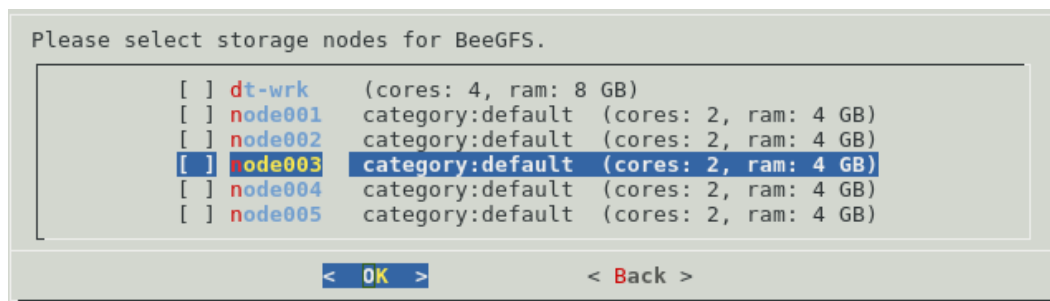 Please select storage nodes for BeeGFS.
[ ] dt-wrk (cores: 4, ram: 8 GB)
[ ] node001 category:default (cores: 2, ram: 4 GB)
[ ] node002 category:default (cores: 2, ram: 4 GB)
[ ] node003 category:default (cores: 2, ram: 4 GB)
[ ] node004 category:default (cores: 2, ram: 4 GB)
[ ] node005 category:default (cores: 2, ram: 4 GB)
< OK > < Back >